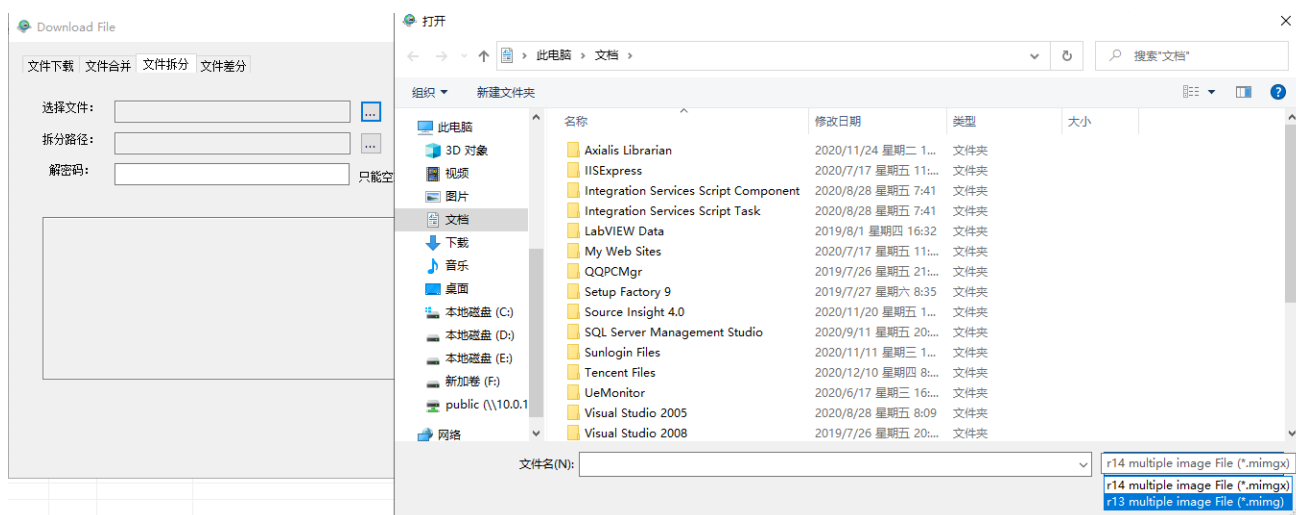 Download File
文件下载 文件合并 文件拆分 文件差分
选择文件: ...
拆分路径: ...
解密码: 只能空
打开
此电脑 › 文档 ›
搜索"文档"
组织 新建文件夹
此电脑
3D 对象
视频
图片
文档
下载
音乐
桌面
本地磁盘 (C:)
本地磁盘 (D:)
本地磁盘 (E:)
新加卷 (F:)
public (\\10.0.1
网络
名称 修改日期 类型 大小
Axialis Librarian 2020/11/24 星期二 1... 文件夹
IISExpress 2020/7/17 星期五 11:... 文件夹
Integration Services Script Component 2020/8/28 星期五 7:41 文件夹
Integration Services Script Task 2020/8/28 星期五 7:41 文件夹
LabVIEW Data 2019/8/1 星期四 16:32 文件夹
My Web Sites 2020/7/17 星期五 11:... 文件夹
QQPCMgr 2019/7/26 星期五 21:... 文件夹
Setup Factory 9 2019/7/27 星期六 8:35 文件夹
Source Insight 4.0 2020/11/20 星期五 1... 文件夹
SQL Server Management Studio 2020/9/11 星期五 20:... 文件夹
Sunlogin Files 2020/11/11 星期三 1... 文件夹
Tencent Files 2020/12/10 星期四 8:... 文件夹
UeMonitor 2020/6/17 星期三 16:... 文件夹
Visual Studio 2005 2020/8/28 星期五 8:09 文件夹
Visual Studio 2008 2019/7/26 星期五 20:... 文件夹
文件名(N): r14 multiple image File (*.mimgx)
r14 multiple image File (*.mimgx)
r13 multiple image File (*.mimg)